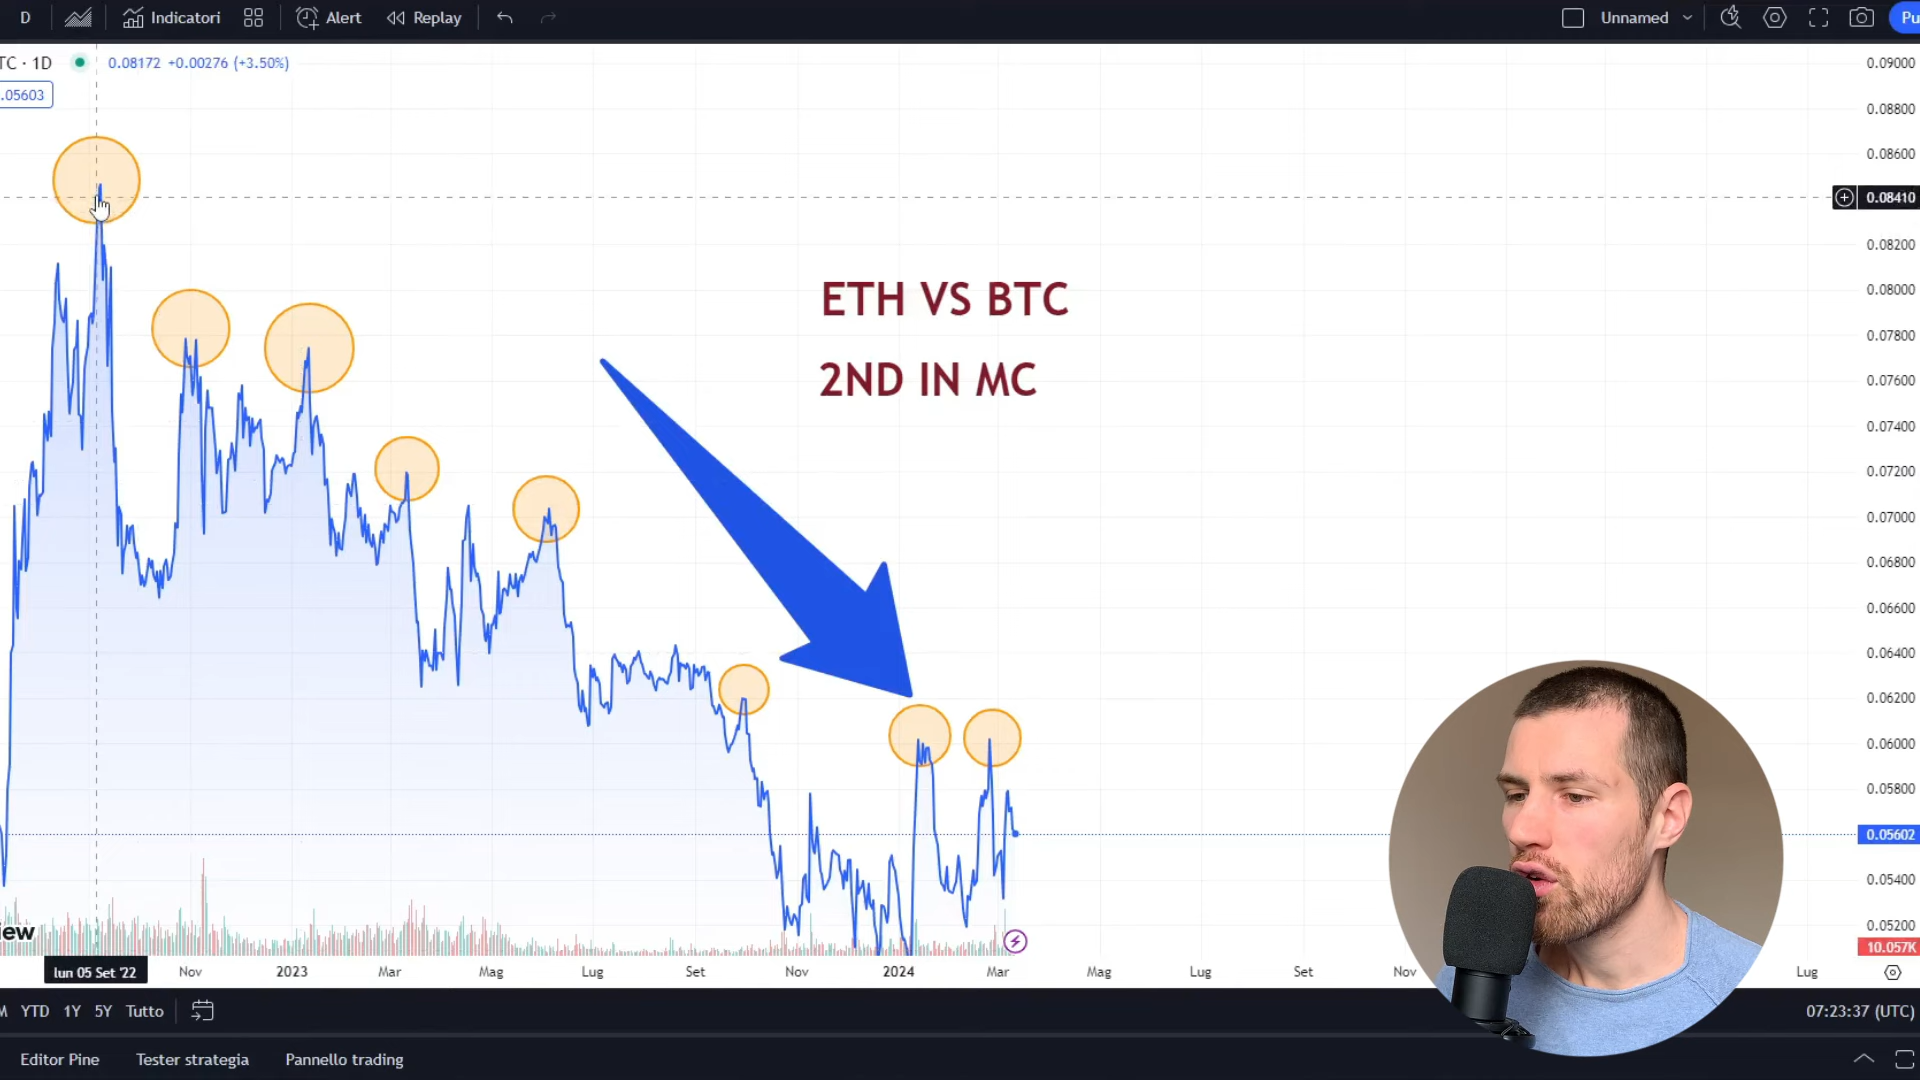 D Indicatori Alert Replay Unnamed Pu
TC · 1D 0.08172 +0.00276 (+3.50%)
.05603
0.09000
0.08800
0.08600
0.08410
0.08200
0.08000
0.07800
0.07600
0.07400
0.07200
0.07000
0.06800
0.06600
0.06400
0.06200
0.06000
0.05800
0.05602
0.05400
0.05200
10.057K
ETH VS BTC
2ND IN MC
iew
lun 05 Set '22 Nov 2023 Mar Mag Lug Set Nov 2024 Mar Mag Lug Set Nov Lug
M YTD 1Y 5Y Tutto 07:23:37 (UTC)
Editor Pine Tester strategia Pannello trading